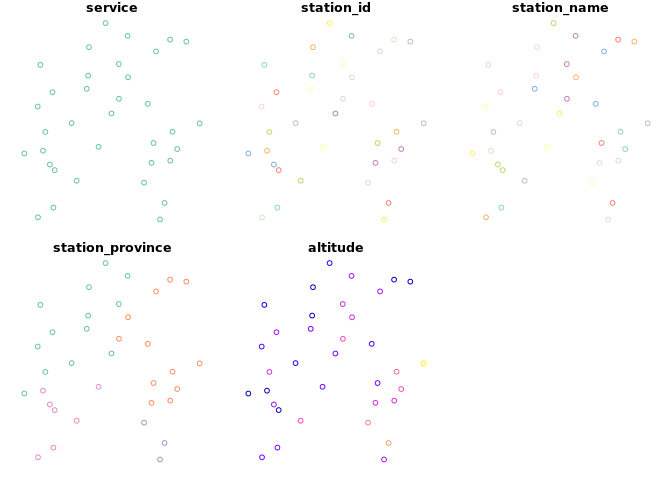 service
station_id
station_name
station_province
altitude